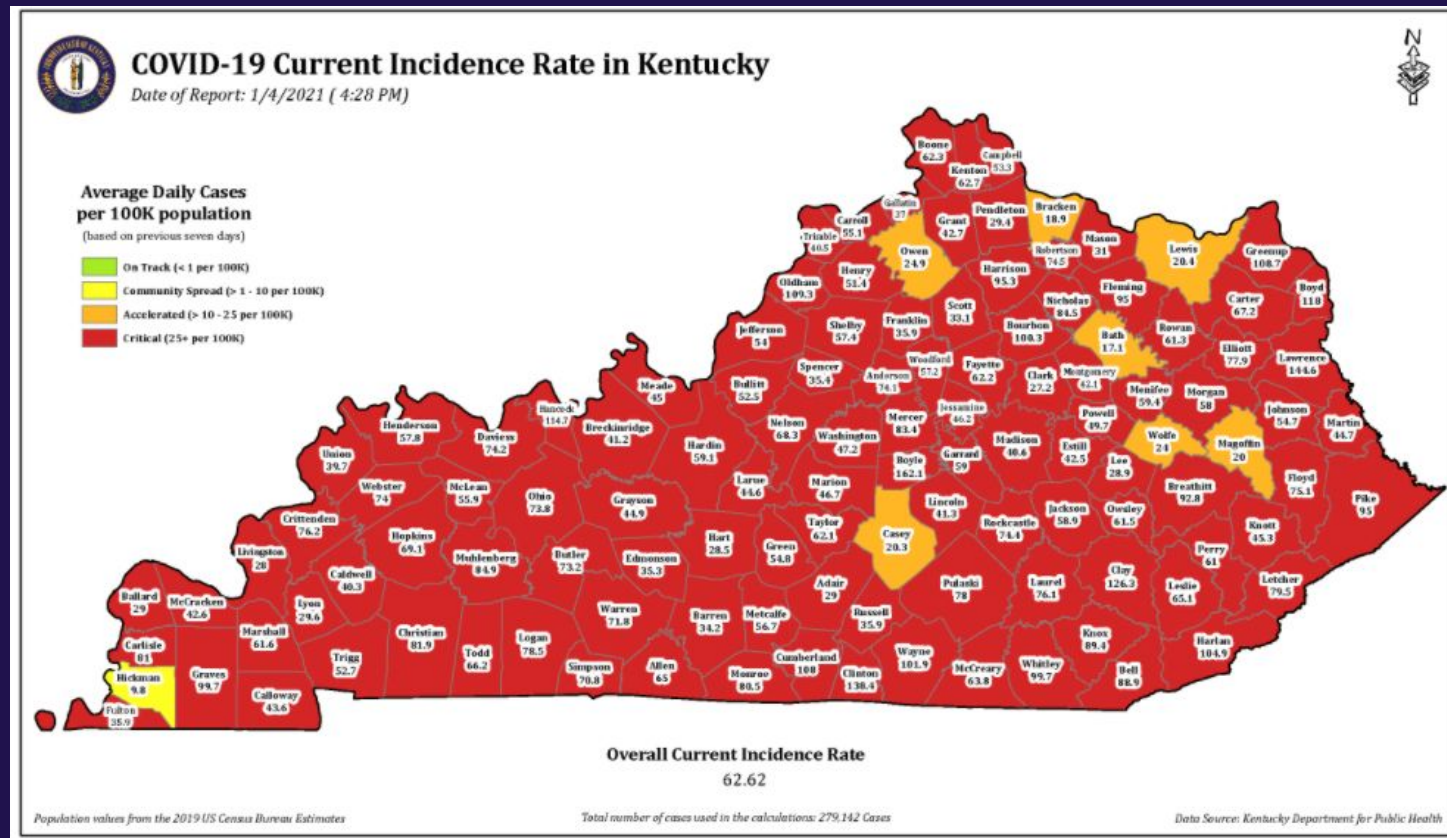 COVID-19 Current Incidence Rate in Kentucky
Date of Report: 1/4/2021 ( 4:28 PM)
N
Average Daily Cases
per 100K population
(based on previous seven days)
On Track (< 1 per 100K)
Community Spread (> 1 - 10 per 100K)
Accelerated (> 10 - 25 per 100K)
Critical (25+ per 100K)
Boone
62.3
Campbell
53.3
Kenton
62.7
Gallatin
37
Carroll
55.1
Trimble
40.5
Grant
42.7
Pendleton
29.4
Bracken
18.9
Robertson
74.5
Mason
31
Lewis
20.4
Greenup
108.7
Owen
24.9
Henry
51.4
Oldham
109.3
Harrison
95.3
Nicholas
84.5
Fleming
95
Carter
67.2
Boyd
110
Jefferson
54
Shelby
57.4
Franklin
35.9
Scott
33.1
Bourbon
100.3
Bath
17.1
Rowan
61.3
Elliott
77.9
Lawrence
144.6
Meade
45
Bullitt
52.5
Spencer
35.4
Anderson
74.1
Woodford
57.2
Fayette
62.2
Clark
27.2
Montgomery
42.1
Menifee
59.4
Morgan
58
Johnson
54.7
Martin
44.7
Henderson
57.8
Daviess
74.2
Hancock
Breckinridge
41.2
Hardin
59.1
Nelson
68.3
Washington
47.2
Mercer
83.4
Jessamine
46.2
Madison
40.6
Powell
49.7
Estill
42.5
Wolfe
24
Magoffin
20
Lee
28.9
Union
39.7
Webster
74
McLean
55.9
Ohio
73.8
Grayson
44.9
Larue
44.6
Marion
46.7
Boyle
162.1
Garrard
59
Breathitt
92.8
Floyd
75.1
Pike
95
Crittenden
76.2
Livingston
28
Hopkins
69.1
Muhlenberg
84.9
Butler
73.2
Edmonson
35.3
Hart
28.5
Green
54.8
Taylor
62.1
Casey
20.3
Lincoln
41.3
Rockcastle
74.4
Jackson
58.9
Owsley
61.5
Knott
45.3
Perry
61
Ballard
29
McCracken
42.6
Lyon
29.6
Caldwell
40.3
Warren
71.8
Barren
34.2
Metcalfe
56.7
Adair
29
Russell
35.9
Pulaski
78
Laurel
76.1
Clay
126.3
Leslie
65.1
Letcher
79.5
Carlisle
81
Marshall
61.6
Christian
81.9
Todd
66.2
Logan
78.5
Simpson
70.8
Allen
65
Monroe
80.5
Cumberland
108
Clinton
138.4
Wayne
101.9
McCreary
63.8
Whitley
99.7
Knox
89.4
Bell
88.9
Harlan
104.9
Hickman
9.8
Fulton
35.9
Graves
99.7
Calloway
43.6
Trigg
52.7
Overall Current Incidence Rate
62.62
Population values from the 2019 US Census Bureau Estimates
Total number of cases used in the calculations: 279,142 Cases
Data Source: Kentucky Department for Public Health